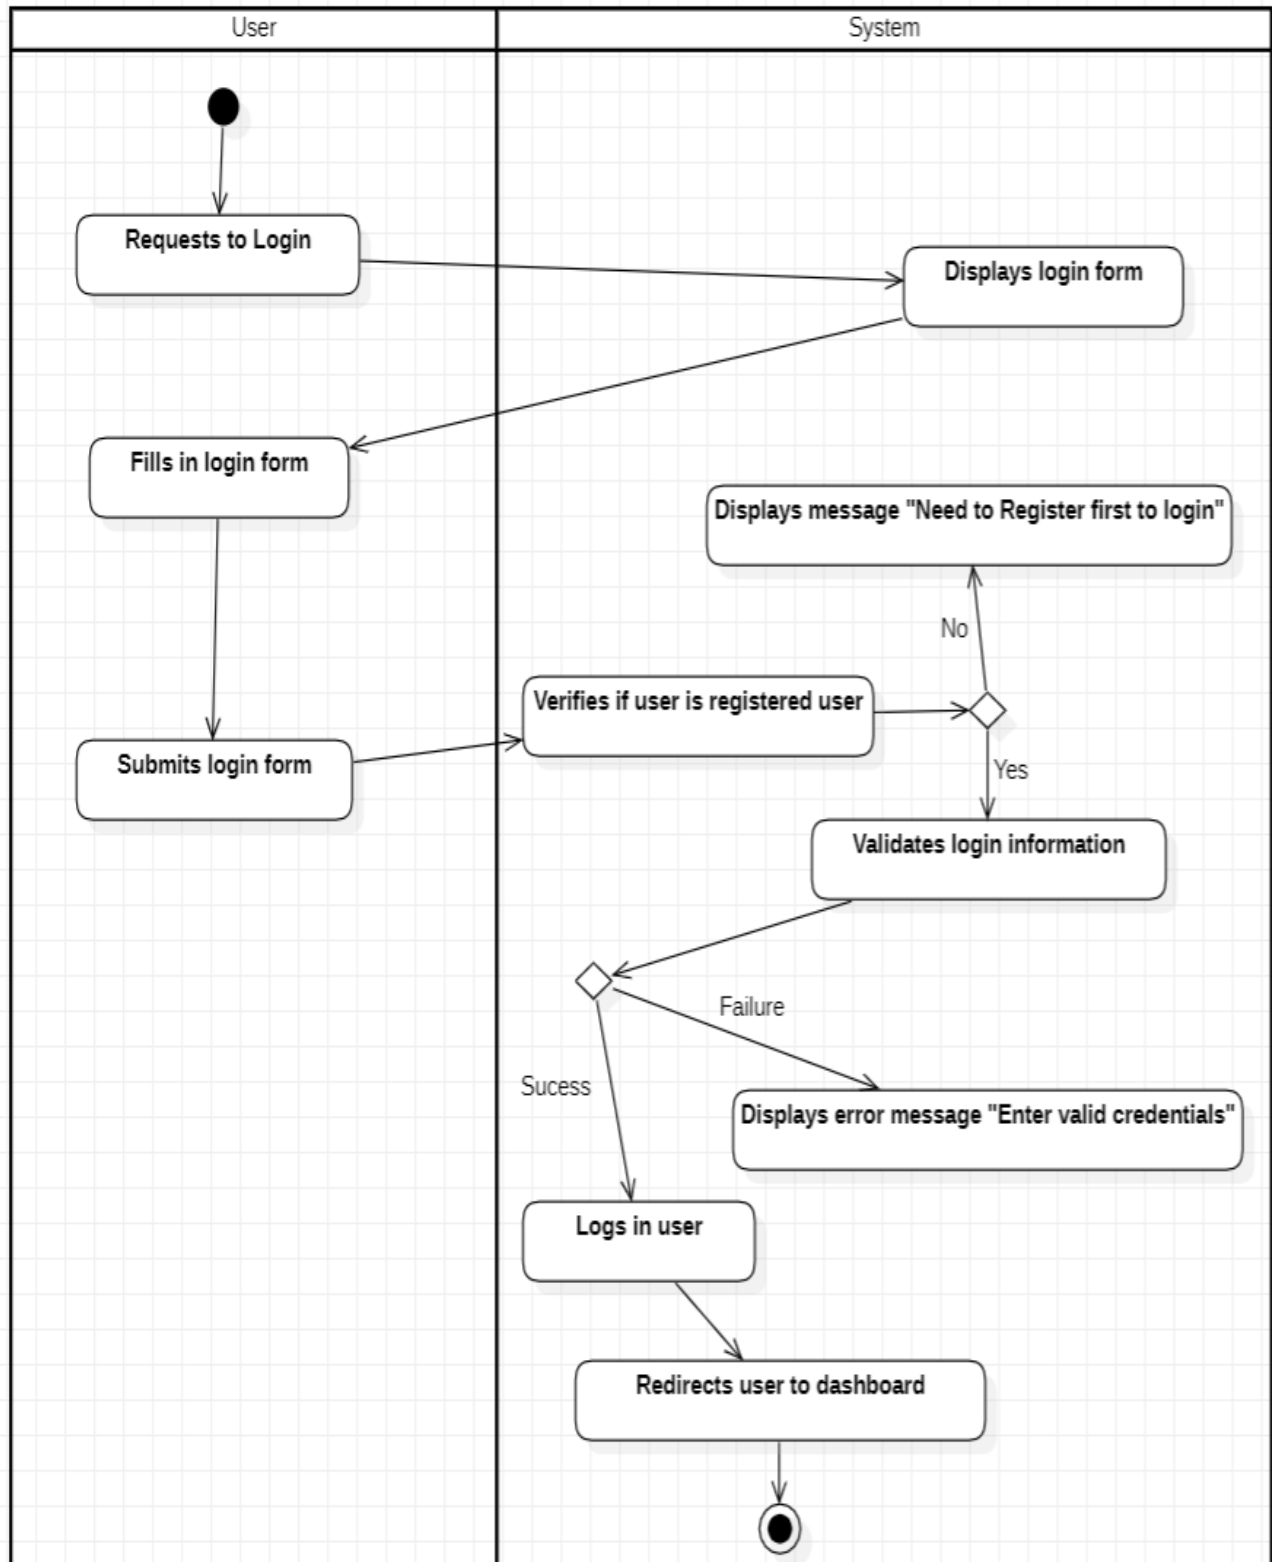 User
System
Requests to Login
Displays login form
Fills in login form
Displays message "Need to Register first to login"
No
Verifies if user is registered user
Yes
Submits login form
Validates login information
Failure
Sucess
Displays error message "Enter valid credentials"
Logs in user
Redirects user to dashboard